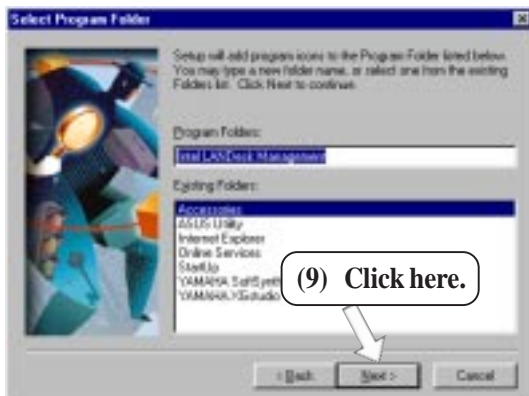 Select Program Folder
Setup will add program icons to the Program Folder listed below.
You may type a new folder name, or select one from the existing
Folders list. Click Next to continue.
Program Folders:
Intel LANDesk Management
Existing Folders:
Accessories
ASUS Utility
Internet Explorer
Online Services
StartUp
YAMAHA SoftSynth
YAMAHA XGstudio
(9) Click here.
< Back
Next >
Cancel